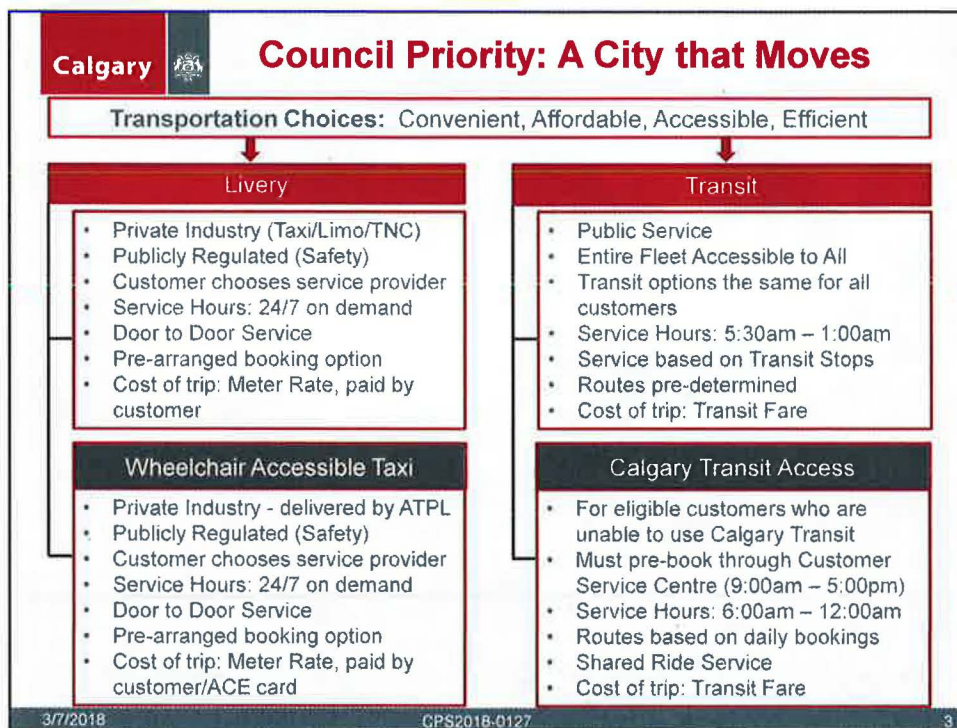 Calgary
Council Priority: A City that Moves
Transportation Choices: Convenient, Affordable, Accessible, Efficient
Livery
• Private Industry (Taxi/Limo/TNC)
• Publicly Regulated (Safety)
• Customer chooses service provider
• Service Hours: 24/7 on demand
• Door to Door Service
• Pre-arranged booking option
• Cost of trip: Meter Rate, paid by
customer
Wheelchair Accessible Taxi
• Private Industry - delivered by ATPL
• Publicly Regulated (Safety)
• Customer chooses service provider
• Service Hours: 24/7 on demand
• Door to Door Service
• Pre-arranged booking option
• Cost of trip: Meter Rate, paid by
customer/ACE card
Transit
• Public Service
• Entire Fleet Accessible to All
• Transit options the same for all
customers
• Service Hours: 5:30am – 1:00am
• Service based on Transit Stops
• Routes pre-determined
• Cost of trip: Transit Fare
Calgary Transit Access
• For eligible customers who are
unable to use Calgary Transit
• Must pre-book through Customer
Service Centre (9:00am – 5:00pm)
• Service Hours: 6:00am – 12:00am
• Routes based on daily bookings
• Shared Ride Service
• Cost of trip: Transit Fare
3/7/2018
CPS2018-0127
3